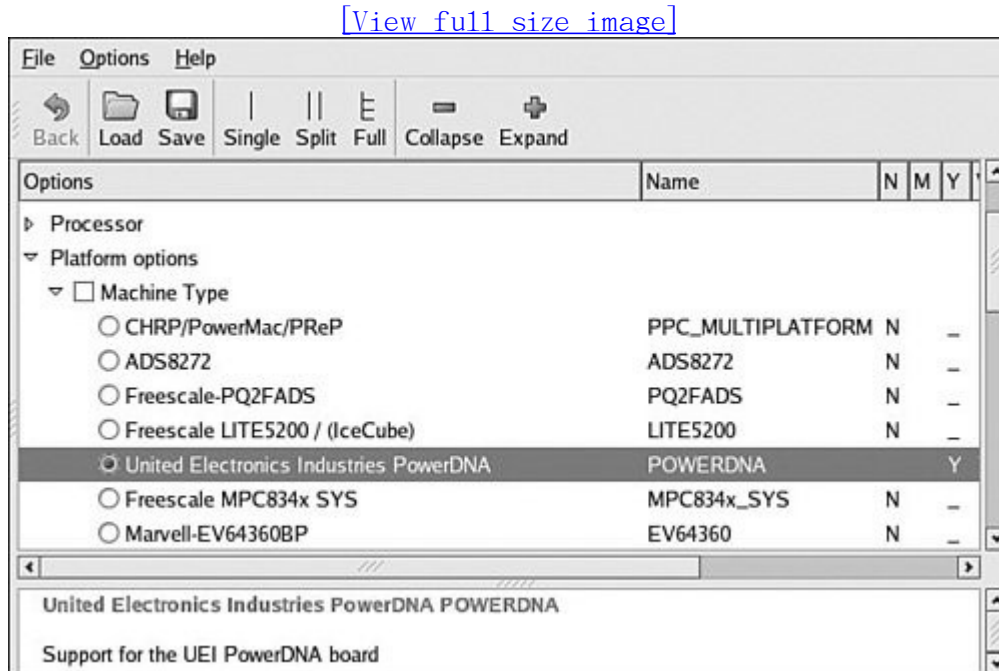 [View full size image]
File Options Help
Back Load Save Single Split Full Collapse Expand
Options Name N M Y
Processor
Platform options
Machine Type
CHRP/PowerMac/PReP PPC_MULTIPLATFORM N _
ADS8272 ADS8272 N _
Freescale-PQ2FADS PQ2FADS N _
Freescale LITE5200 / (IceCube) LITE5200 N _
United Electronics Industries PowerDNA POWERDNA Y
Freescale MPC834x SYS MPC834x_SYS N _
Marvell-EV64360BP EV64360 N _
United Electronics Industries PowerDNA POWERDNA
Support for the UEI PowerDNA board